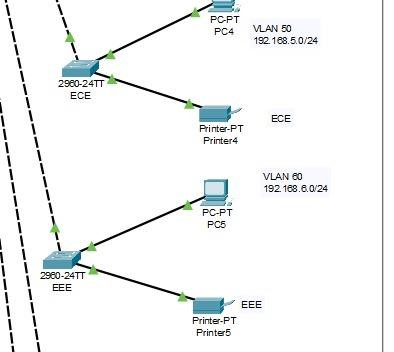 PC-PT
PC4
VLAN 50
192.168.5.0/24
2960-24TT
ECE
Printer-PT
Printer4
ECE
VLAN 60
192.168.6.0/24
PC-PT
PC5
2960-24TT
EEE
Printer-PT
Printer5
EEE